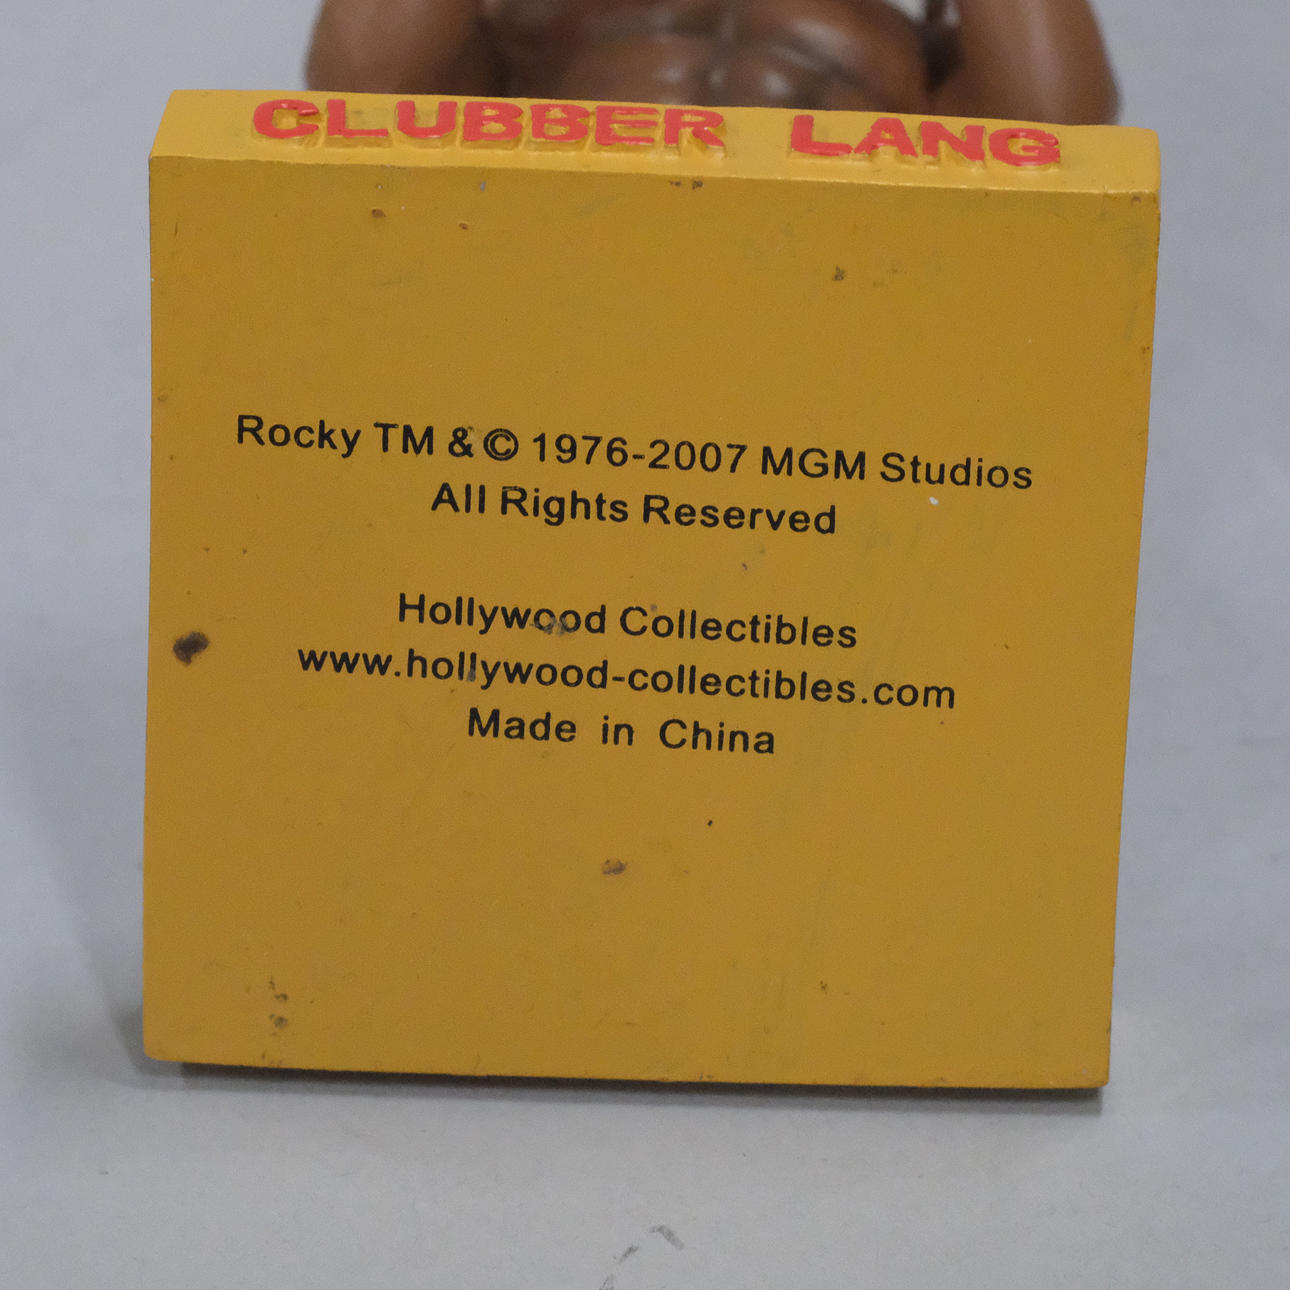 CLUBBER LANG
Rocky TM & © 1976-2007 MGM Studios
All Rights Reserved
Hollywood Collectibles
www.hollywood-collectibles.com
Made in China